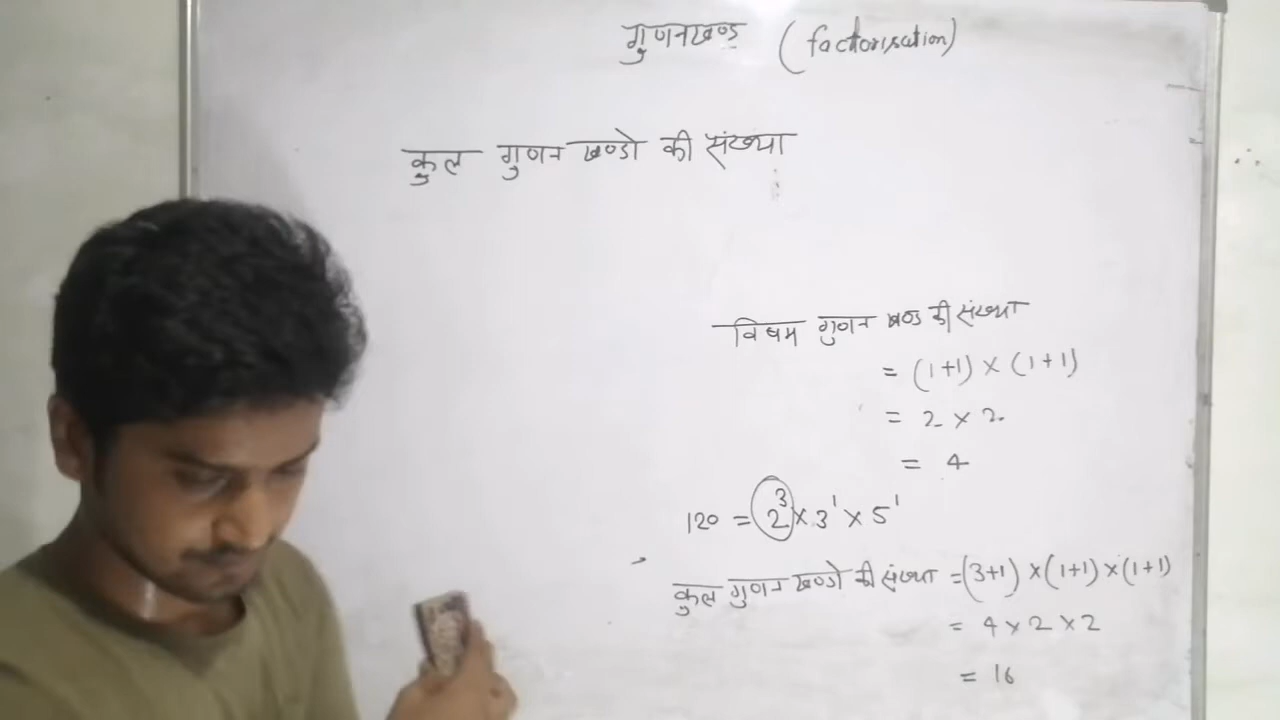 गुणनखण्ड (factorisation)
कुल गुणन खण्डो की संख्या
विषम गुणन खण्ड की संख्या
= (1+1) × (1+1)
= 2 × 2
= 4
120 = 2³ × 3¹ × 5¹
कुल गुणन खण्डो की संख्या = (3+1) × (1+1) × (1+1)
= 4 × 2 × 2
= 16